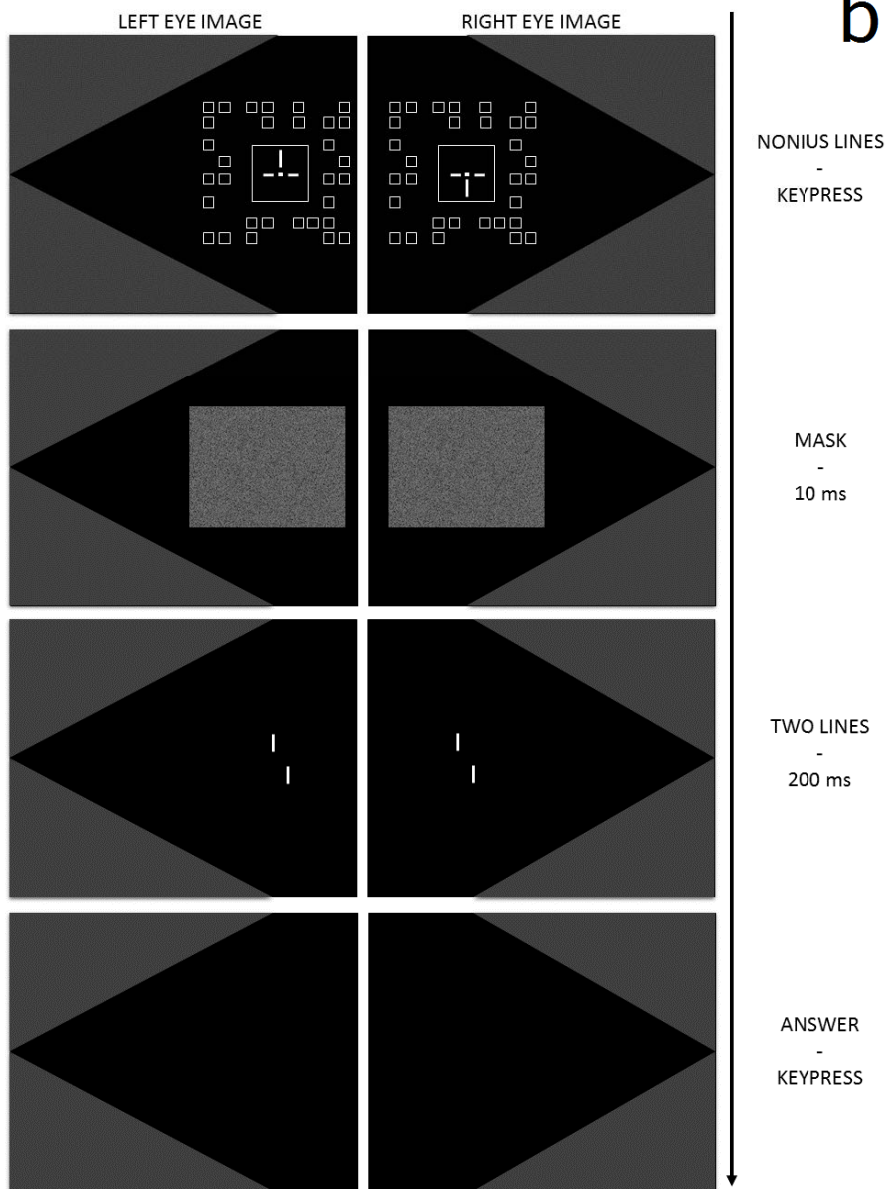 LEFT EYE IMAGE
RIGHT EYE IMAGE
b
NONIUS LINES
-
KEYPRESS
MASK
-
10 ms
TWO LINES
-
200 ms
ANSWER
-
KEYPRESS